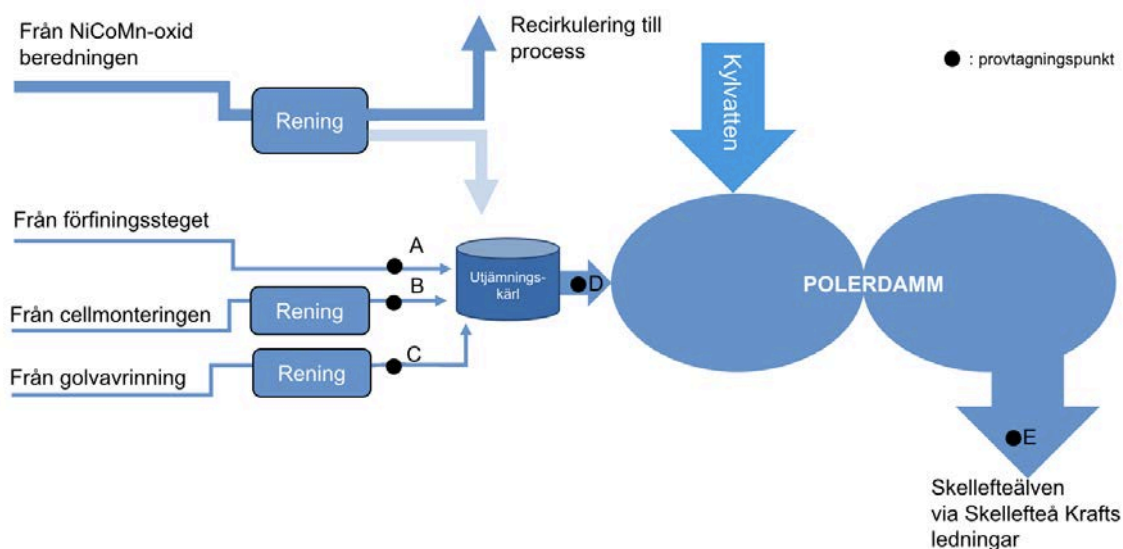 Från NiCoMn-oxid
beredningen
Recirkulering till
process
Rening
Kylvatten
: provtagningspunkt
Från förfiningssteget
A
Från cellmonteringen
Rening
B
Från golvavrinning
Rening
C
Utjämnings-
kärl
D
POLERDAMM
E
Skellefteälven
via Skellefteå Krafts
ledningar